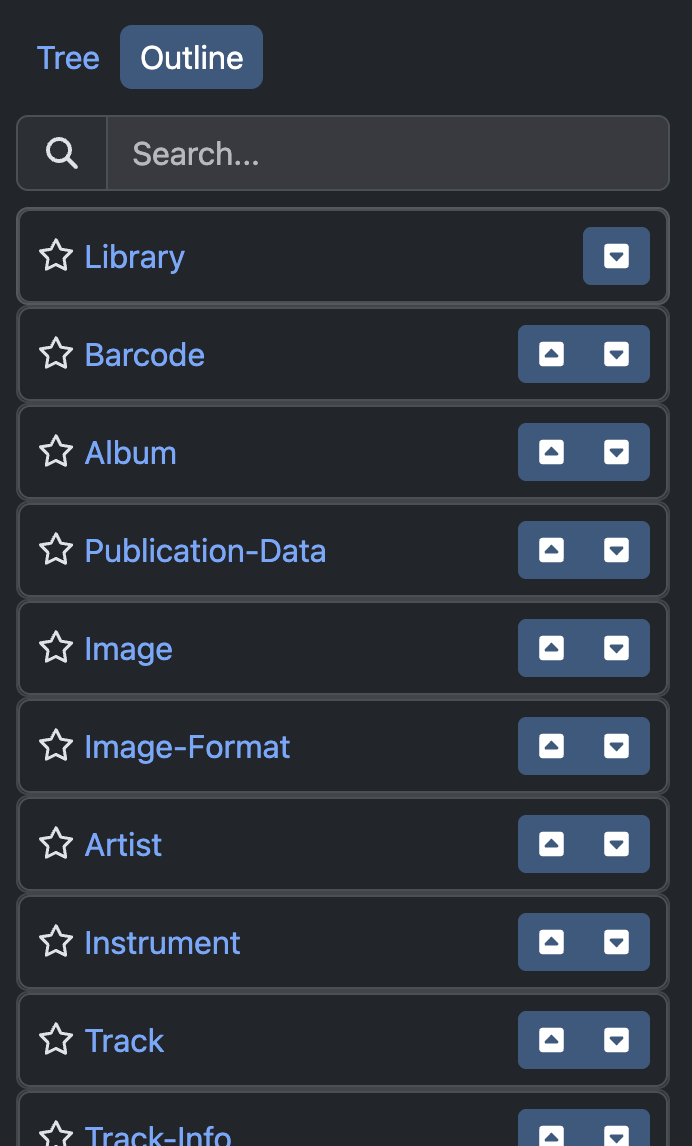 Tree Outline
Search...
Library
Barcode
Album
Publication-Data
Image
Image-Format
Artist
Instrument
Track
Track-Info